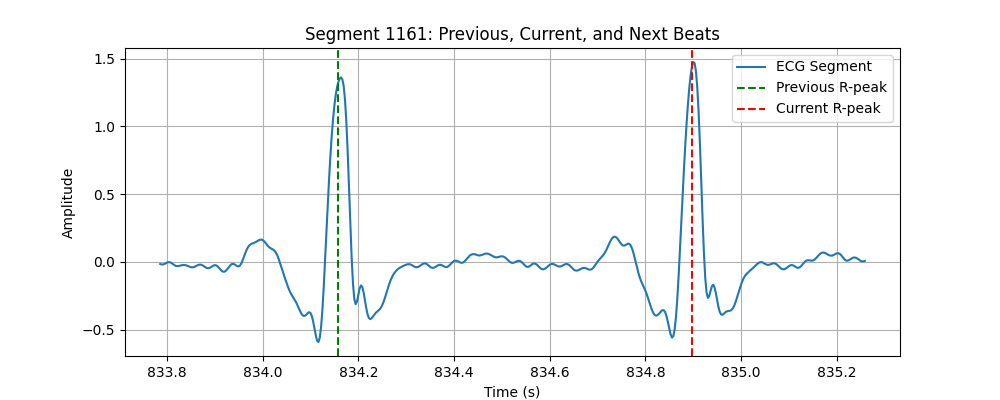 Segment 1161: Previous, Current, and Next Beats
ECG Segment
Previous R-peak
Current R-peak
1.5
1.0
0.5
0.0
−0.5
Amplitude
833.8 834.0 834.2 834.4 834.6 834.8 835.0 835.2
Time (s)